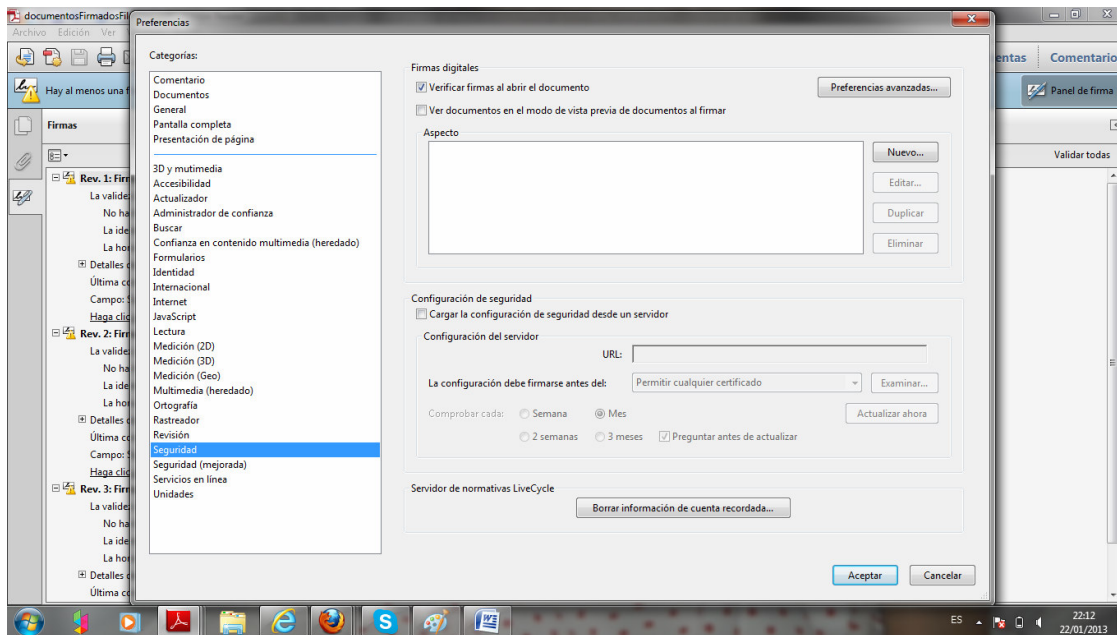 documentosFirmadosFil
Preferencias
Archivo Edición Ver
entas Comentario
Hay al menos una f
Panel de firma
Firmas
Validar todas
Rev. 1: Firm
La validez
No ha
La ide
La hor
Detalles d
Última co
Campo: S
Haga clic
Rev. 2: Firm
La validez
No ha
La ide
La hor
Detalles d
Última co
Campo: S
Haga clic
Rev. 3: Firm
La validez
No ha
La ide
La hor
Detalles d
Última co
Categorías:
Comentario
Documentos
General
Pantalla completa
Presentación de página
3D y mutimedia
Accesibilidad
Actualizador
Administrador de confianza
Buscar
Confianza en contenido multimedia (heredado)
Formularios
Identidad
Internacional
Internet
JavaScript
Lectura
Medición (2D)
Medición (3D)
Medición (Geo)
Multimedia (heredado)
Ortografía
Rastreador
Revisión
Seguridad
Seguridad (mejorada)
Servicios en línea
Unidades
Firmas digitales
Verificar firmas al abrir el documento
Preferencias avanzadas...
Ver documentos en el modo de vista previa de documentos al firmar
Aspecto
Nuevo...
Editar...
Duplicar
Eliminar
Configuración de seguridad
Cargar la configuración de seguridad desde un servidor
Configuración del servidor
URL:
La configuración debe firmarse antes del: Permitir cualquier certificado Examinar...
Comprobar cada: Semana Mes Actualizar ahora
2 semanas 3 meses Preguntar antes de actualizar
Servidor de normativas LiveCycle
Borrar información de cuenta recordada...
Aceptar Cancelar
ES
22:12
22/01/2013